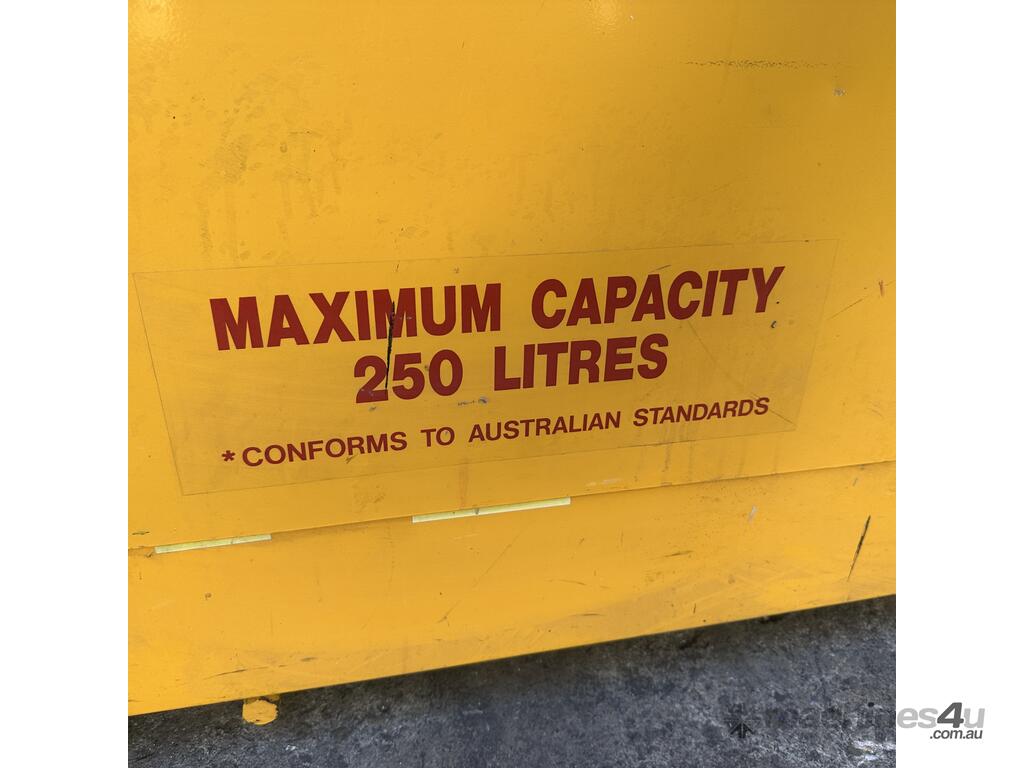 MAXIMUM CAPACITY
250 LITRES
*CONFORMS TO AUSTRALIAN STANDARDS
machines4u
.com.au